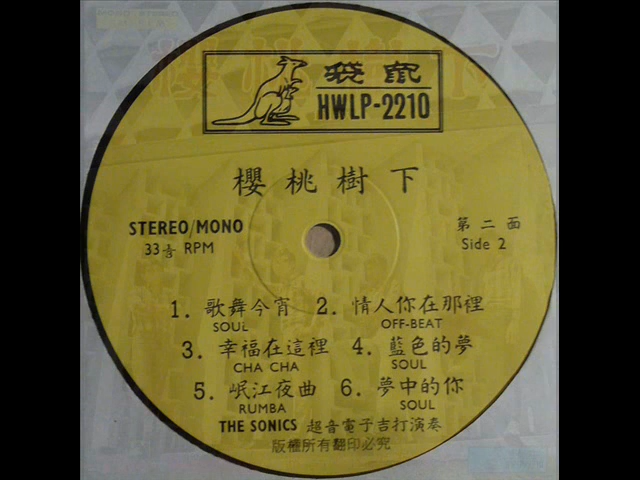 袋鼠
HWLP-2210
櫻桃樹下
STEREO/MONO
第二面
33⅓ RPM
Side 2
1. 歌舞今宵 2. 情人你在那裡
SOUL OFF-BEAT
3. 幸福在這裡 4. 藍色的夢
CHA CHA SOUL
5. 岷江夜曲 6. 夢中的你
RUMBA SOUL
THE SONICS 超音電子吉打演奏
版權所有翻印必究